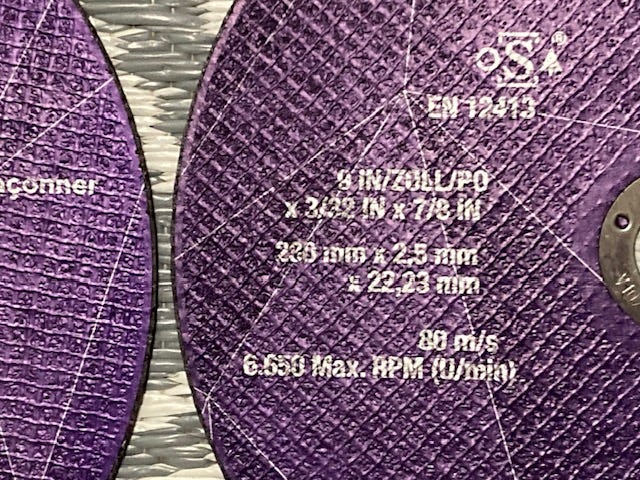 açonner
oSA®
EN 12413
9 IN/ZOLL/PO
x 3/32 IN x 7/8 IN
230 mm x 2,5 mm
x 22,23 mm
80 m/s
6.650 Max. RPM (U/min)